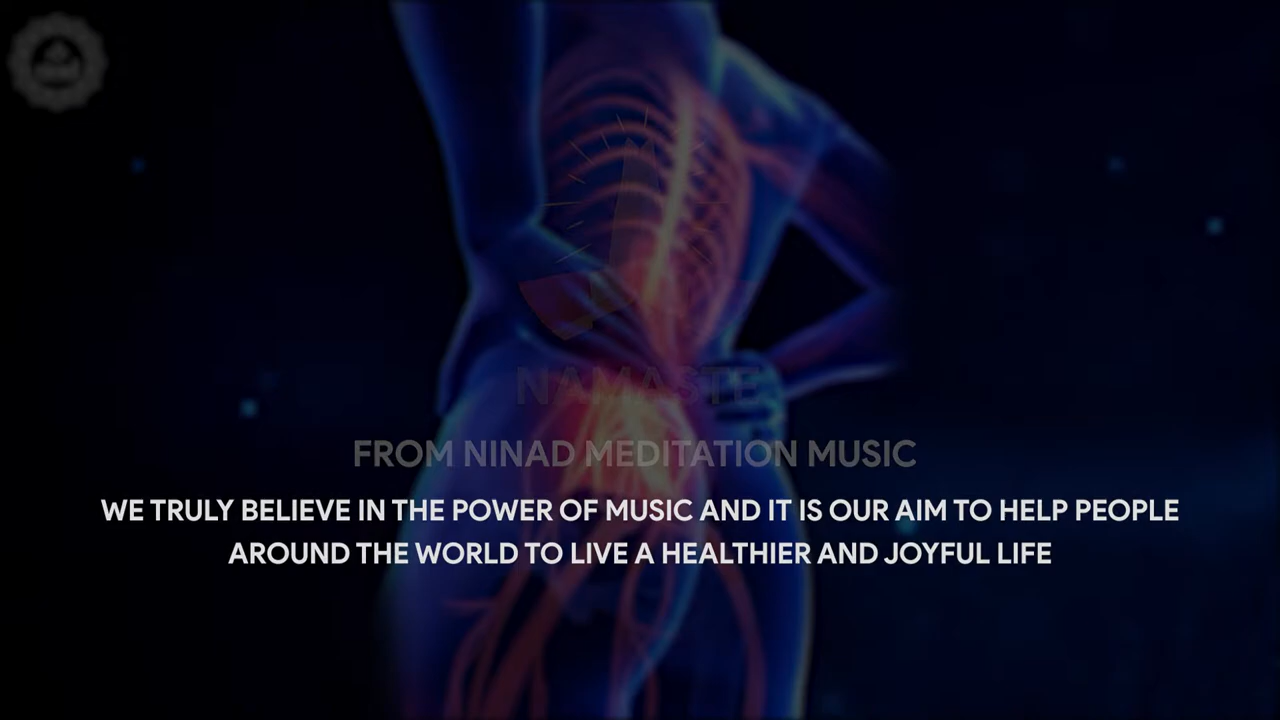 NAMASTE
FROM NINAD MEDITATION MUSIC
WE TRULY BELIEVE IN THE POWER OF MUSIC AND IT IS OUR AIM TO HELP PEOPLE
AROUND THE WORLD TO LIVE A HEALTHIER AND JOYFUL LIFE